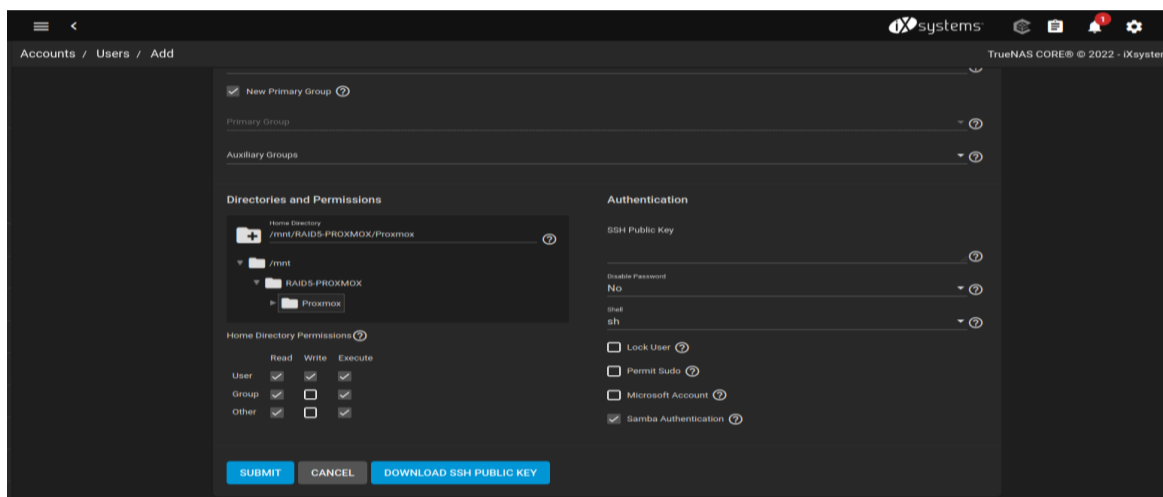 iX systems
1
Accounts / Users / Add
TrueNAS CORE® © 2022 - iXsystem
New Primary Group
Primary Group
Auxiliary Groups
Directories and Permissions
Home Directory
/mnt/RAID5-PROXMOX/Proxmox
/mnt
RAID5-PROXMOX
Proxmox
Home Directory Permissions
Read Write Execute
User
Group
Other
Authentication
SSH Public Key
Disable Password
No
Shell
sh
Lock User
Permit Sudo
Microsoft Account
Samba Authentication
SUBMIT CANCEL DOWNLOAD SSH PUBLIC KEY